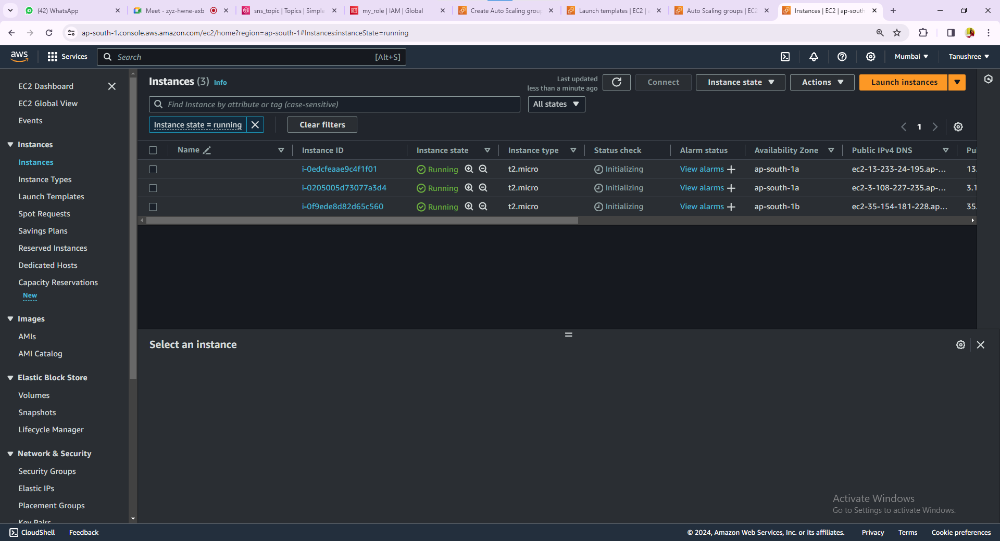 (42) WhatsApp
Meet - zyz-hwne-axb
sns_topic | Topics | Simple
my_role | IAM | Global
Create Auto Scaling group
Launch templates | EC2 | a
Auto Scaling groups | EC2
Instances | EC2 | ap-south
ap-south-1.console.aws.amazon.com/ec2/home?region=ap-south-1#Instances:instanceState=running
aws
Services
Search
[Alt+S]
Mumbai
Tanushree
EC2 Dashboard
EC2 Global View
Events
Instances
Instances
Instance Types
Launch Templates
Spot Requests
Savings Plans
Reserved Instances
Dedicated Hosts
Capacity Reservations
New
Images
AMIs
AMI Catalog
Elastic Block Store
Volumes
Snapshots
Lifecycle Manager
Network & Security
Security Groups
Elastic IPs
Placement Groups
Key Pairs
Instances (3) Info
Last updated
less than a minute ago
Connect
Instance state
Actions
Launch instances
Find Instance by attribute or tag (case-sensitive)
All states
Instance state = running
Clear filters
1
Name Instance ID Instance state Instance type Status check Alarm status Availability Zone Public IPv4 DNS Pu
i-0edcfeaae9c4f1f01 Running t2.micro Initializing View alarms + ap-south-1a ec2-13-233-24-195.ap-... 13.
i-0205005d73077a3d4 Running t2.micro Initializing View alarms + ap-south-1a ec2-3-108-227-235.ap-... 3.1
i-0f9ede8d82d65c560 Running t2.micro Initializing View alarms + ap-south-1b ec2-35-154-181-228.ap... 35.
Select an instance
Activate Windows
Go to Settings to activate Windows.
CloudShell
Feedback
© 2024, Amazon Web Services, Inc. or its affiliates.
Privacy
Terms
Cookie preferences